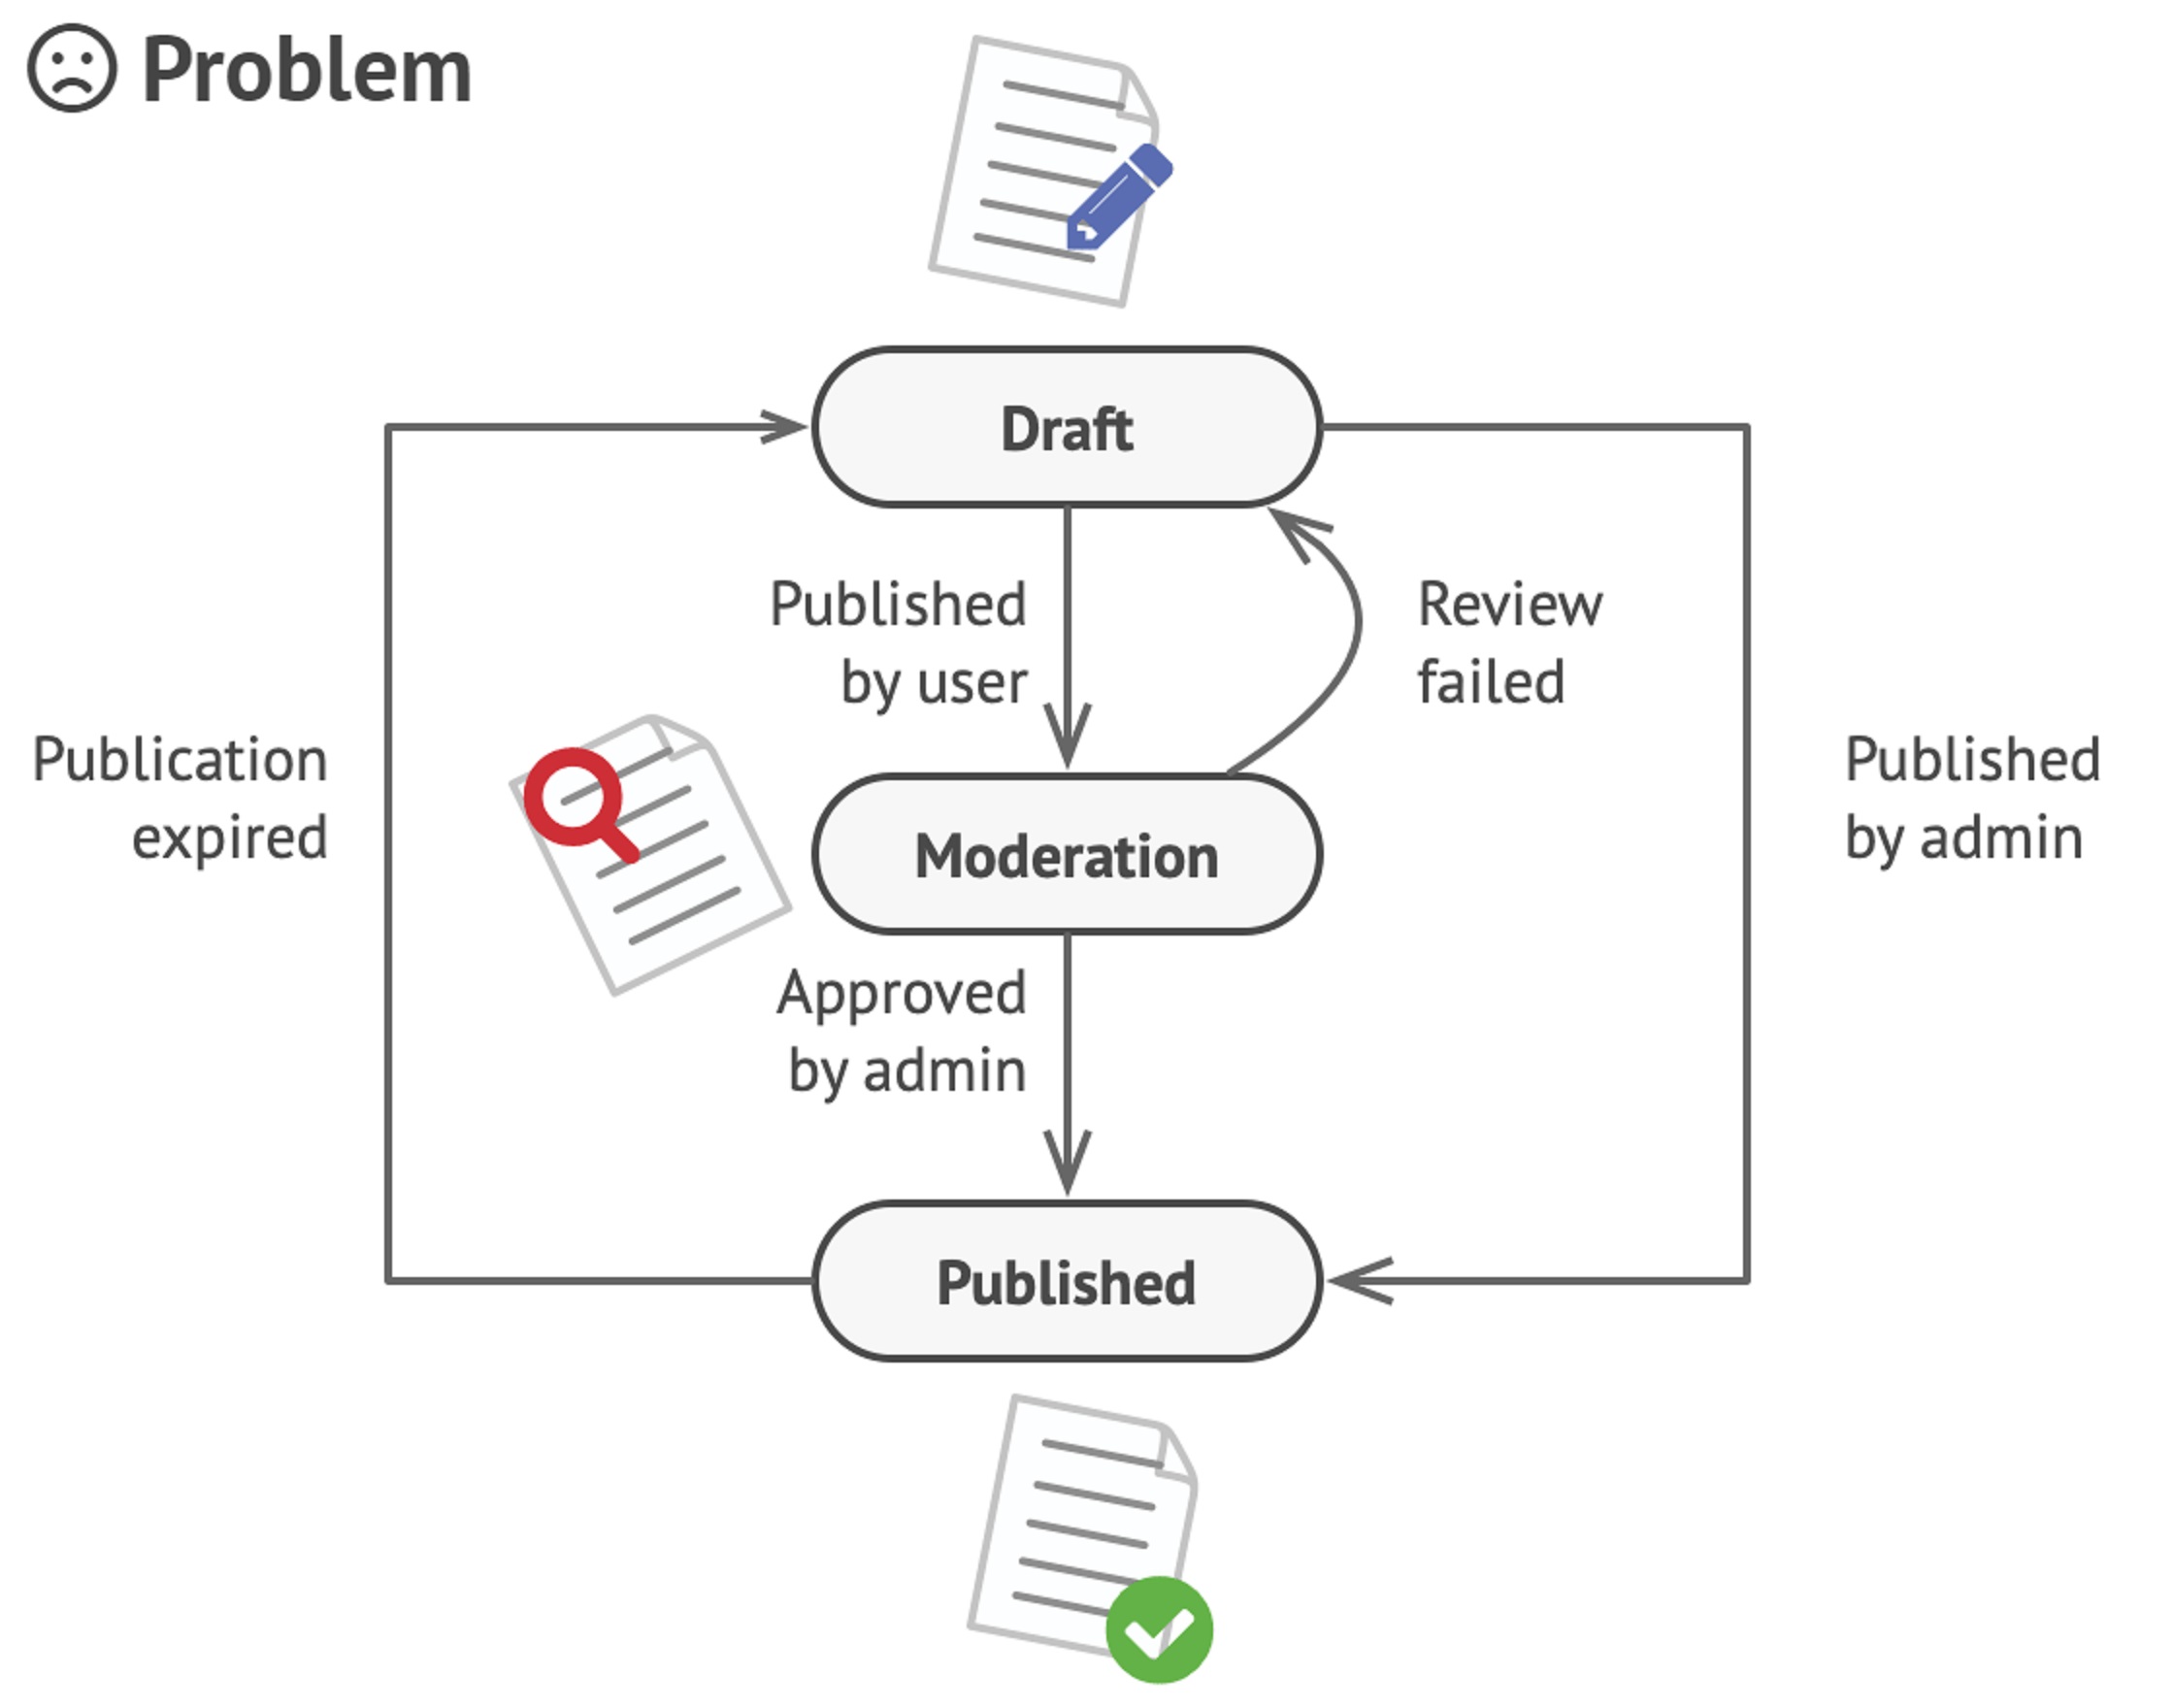 Problem
Draft
Published
by user
Review
failed
Publication
expired
Published
by admin
Moderation
Approved
by admin
Published